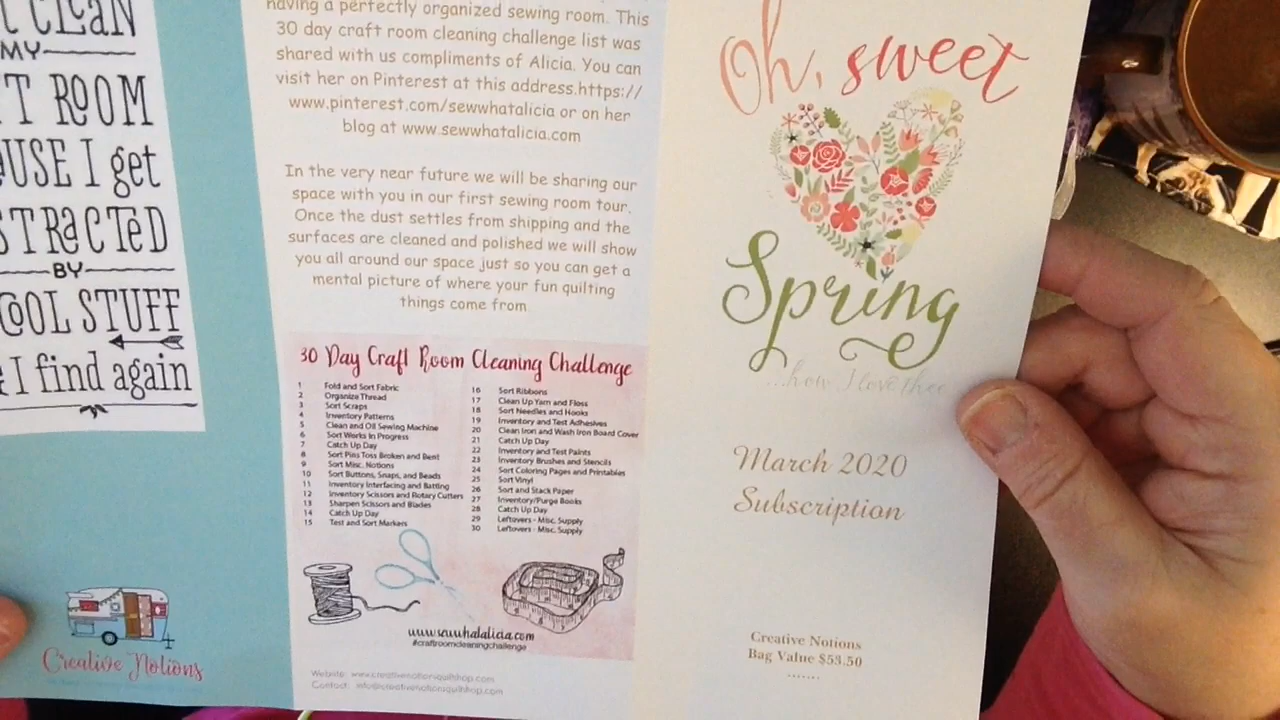 T CLEAN
MY
T ROOM
USE I get
STRACTED
BY
COOL STUFF
I find again
Creative Notions
having a perfectly organized sewing room. This
30 day craft room cleaning challenge list was
shared with us compliments of Alicia. You can
visit her on Pinterest at this address.https://
www.pinterest.com/sewwhatalicia or on her
blog at www.sewwhatalicia.com
In the very near future we will be sharing our
space with you in our first sewing room tour.
Once the dust settles from shipping and the
surfaces are cleaned and polished we will show
you all around our space just so you can get a
mental picture of where your fun quilting
things come from
30 Day Craft Room Cleaning Challenge
1 Fold and Sort Fabric
2 Organize Thread
3 Sort Scraps
4 Inventory Patterns
5 Clean and Oil Sewing Machine
6 Sort Works in Progress
7 Catch Up Day
8 Sort Pins Toss Broken and Bent
9 Sort Misc. Notions
10 Sort Buttons, Snaps, and Beads
11 Inventory Interfacing and Batting
12 Inventory Scissors and Rotary Cutters
13 Sharpen Scissors and Blades
14 Catch Up Day
15 Test and Sort Markers
16 Sort Ribbons
17 Clean Up Yarn and Floss
18 Sort Needles and Hooks
19 Inventory and Test Adhesives
20 Clean Iron and Wash Iron Board Cover
21 Catch Up Day
22 Inventory and Test Paints
23 Inventory Brushes and Stencils
24 Sort Coloring Pages and Printables
25 Sort Vinyl
26 Sort and Stack Paper
27 Inventory/Purge Books
28 Catch Up Day
29 Leftovers - Misc. Supply
30 Leftovers - Misc. Supply
www.sewwhatalicia.com
#craftroomcleaningchallenge
Website: www.creativenotionsquiltshop.com
Contact: info@creativenotionsquiltshop.com
Oh, sweet
Spring
...how I love thee
March 2020
Subscription
Creative Notions
Bag Value $53.50
.......